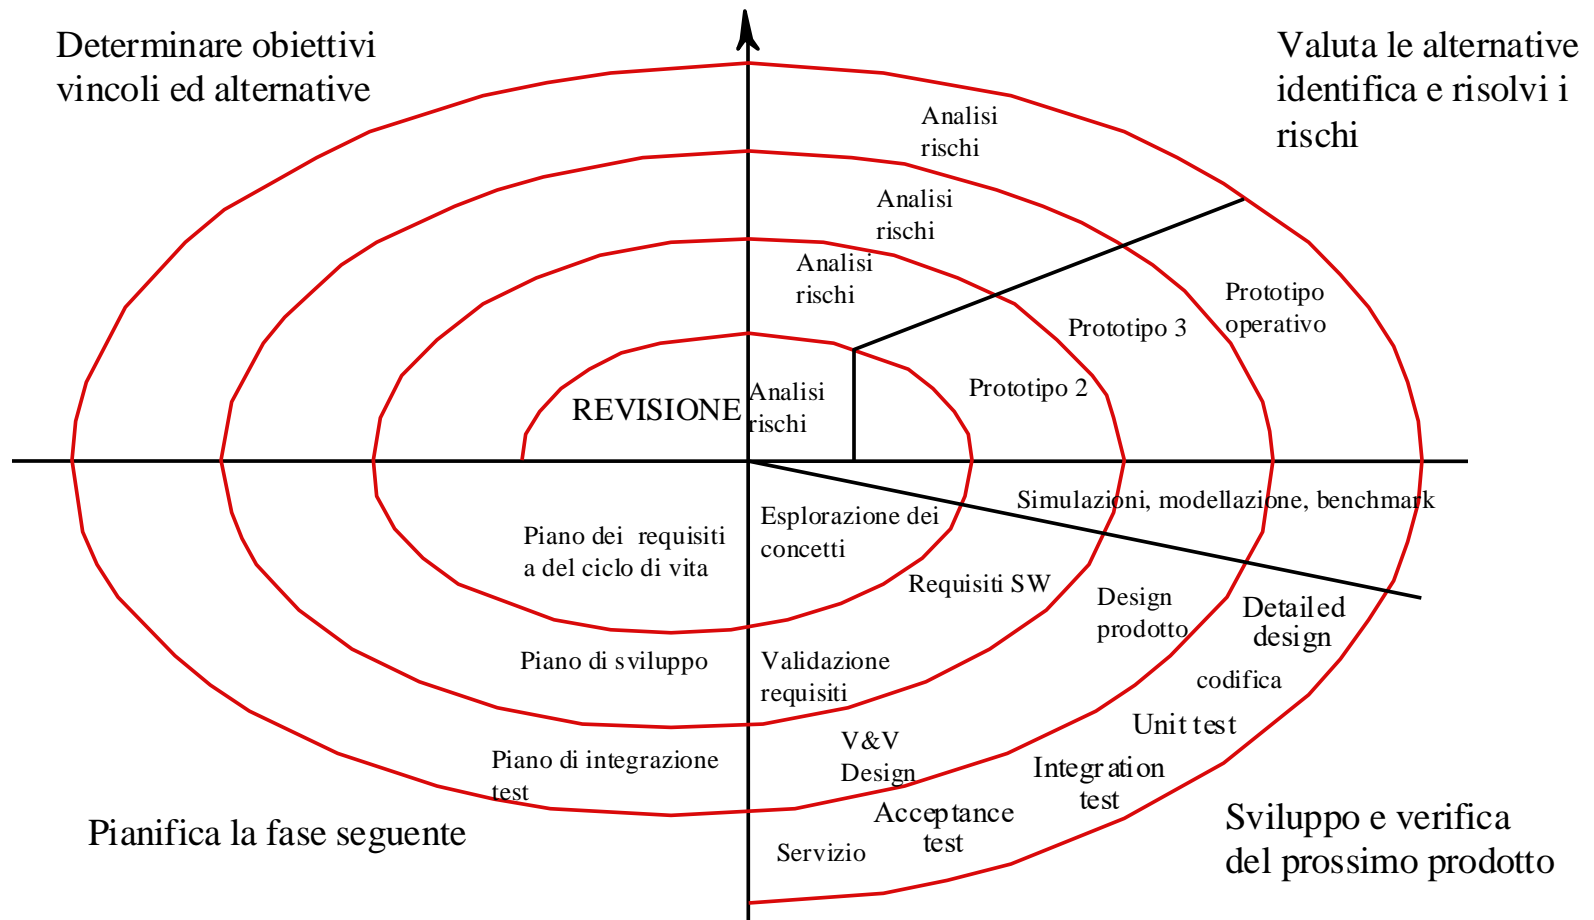 Determinare obiettivi
vincoli ed alternative
Valuta le alternative
identifica e risolvi i
rischi
Analisi
rischi
Analisi
rischi
Analisi
rischi
Prototipo
operativo
Prototipo 3
Prototipo 2
REVISIONE
Analisi
rischi
Simulazioni, modellazione, benchmark
Esplorazione dei
concetti
Piano dei requisiti
a del ciclo di vita
Requisiti SW
Design
prodotto
Detailed
design
Piano di sviluppo
Validazione
requisiti
codifica
Unit test
V&V
Design
Piano di integrazione
test
Integration
test
Acceptance
test
Servizio
Pianifica la fase seguente
Sviluppo e verifica
del prossimo prodotto